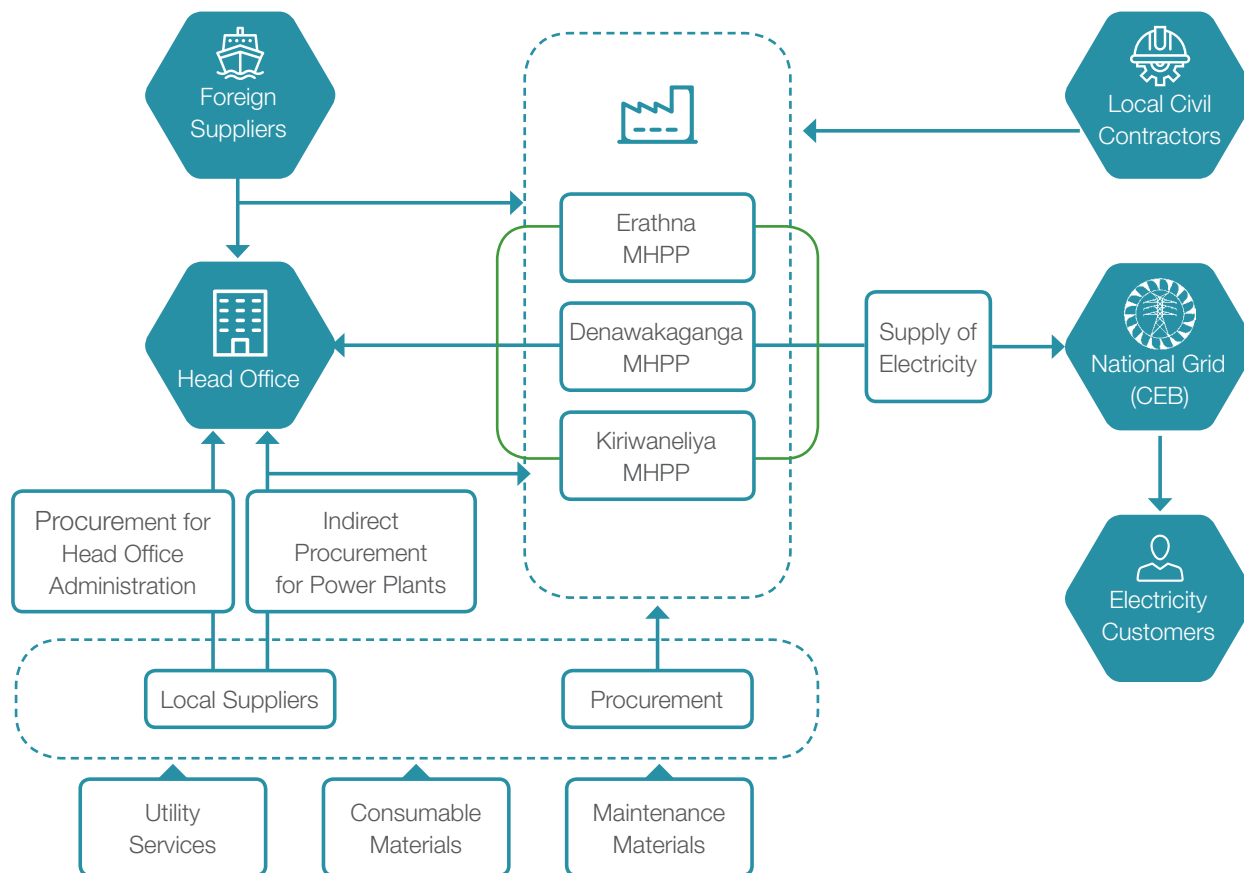 Foreign
Suppliers
Local Civil
Contractors
Erathna
MHPP
Head Office
Denawakaganga
MHPP
Supply of
Electricity
National Grid
(CEB)
Kiriwaneliya
MHPP
Procurement for
Head Office
Administration
Indirect
Procurement
for Power Plants
Electricity
Customers
Local Suppliers
Procurement
Utility
Services
Consumable
Materials
Maintenance
Materials